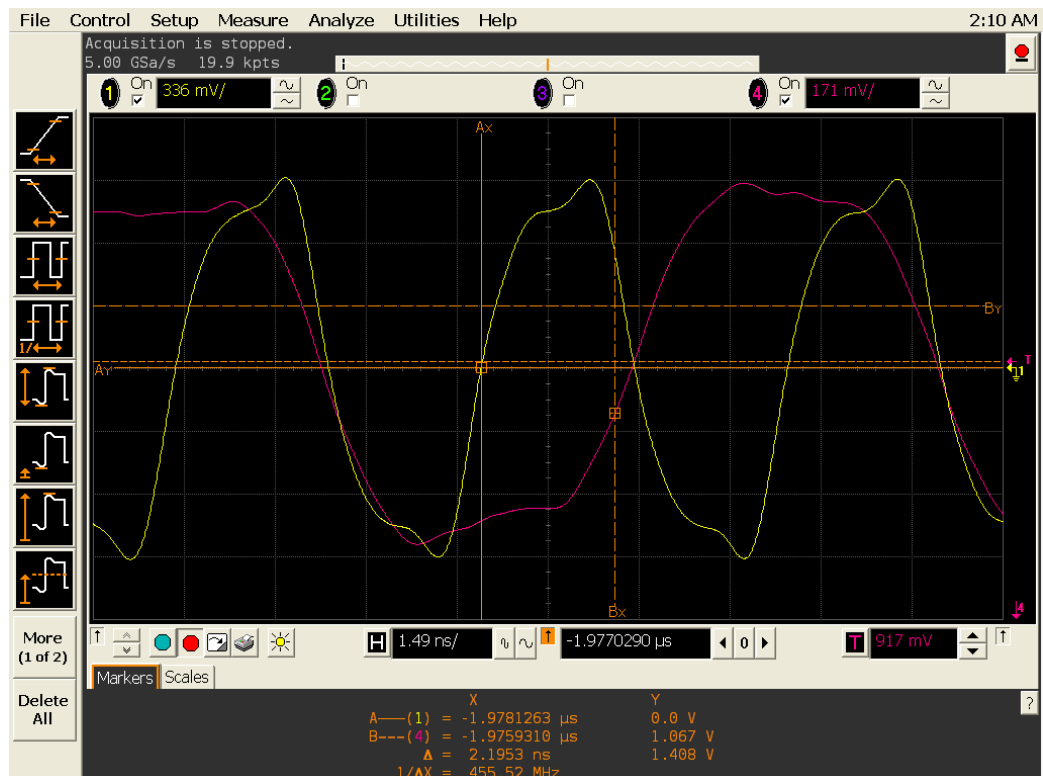 File Control Setup Measure Analyze Utilities Help 2:10 AM
Acquisition is stopped.
5.00 GSa/s 19.9 kpts
1 On 336 mV/ 2 On 3 On 4 On 171 mV/
Ax
By
Ay
T
1
Bx
4
1/
More
(1 of 2)
Delete
All
H 1.49 ns/ -1.9770290 µs 0 T 917 mV
Markers Scales
?
X Y
A———(1) = -1.9781263 µs 0.0 V
B---(4) = -1.9759310 µs 1.067 V
Δ = 2.1953 ns 1.408 V
1/ΔX = 455.52 MHz